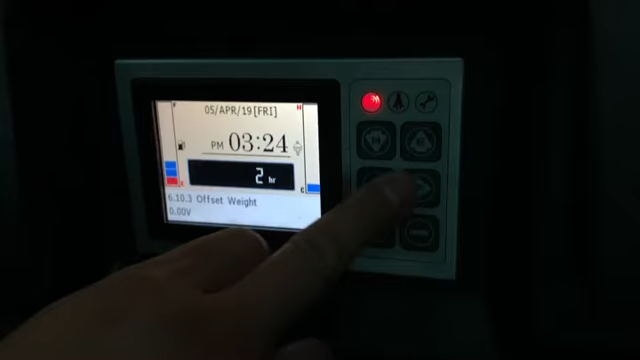 05/APR/19[FRI]
F
H
PM 03:24
2 hr
E
C
6.10.3 Offset Weight
0.00V